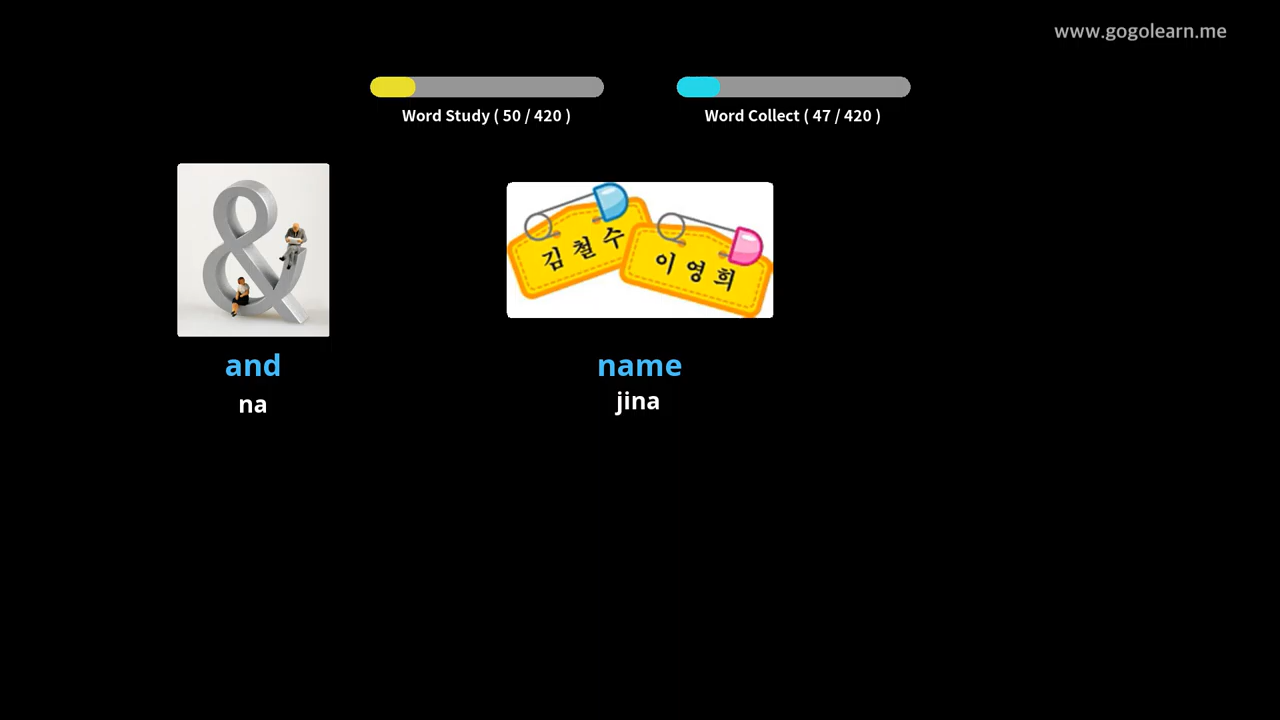 www.gogolearn.me
Word Study ( 50 / 420 )
Word Collect ( 47 / 420 )
김철수
이영희
and
name
na
jina